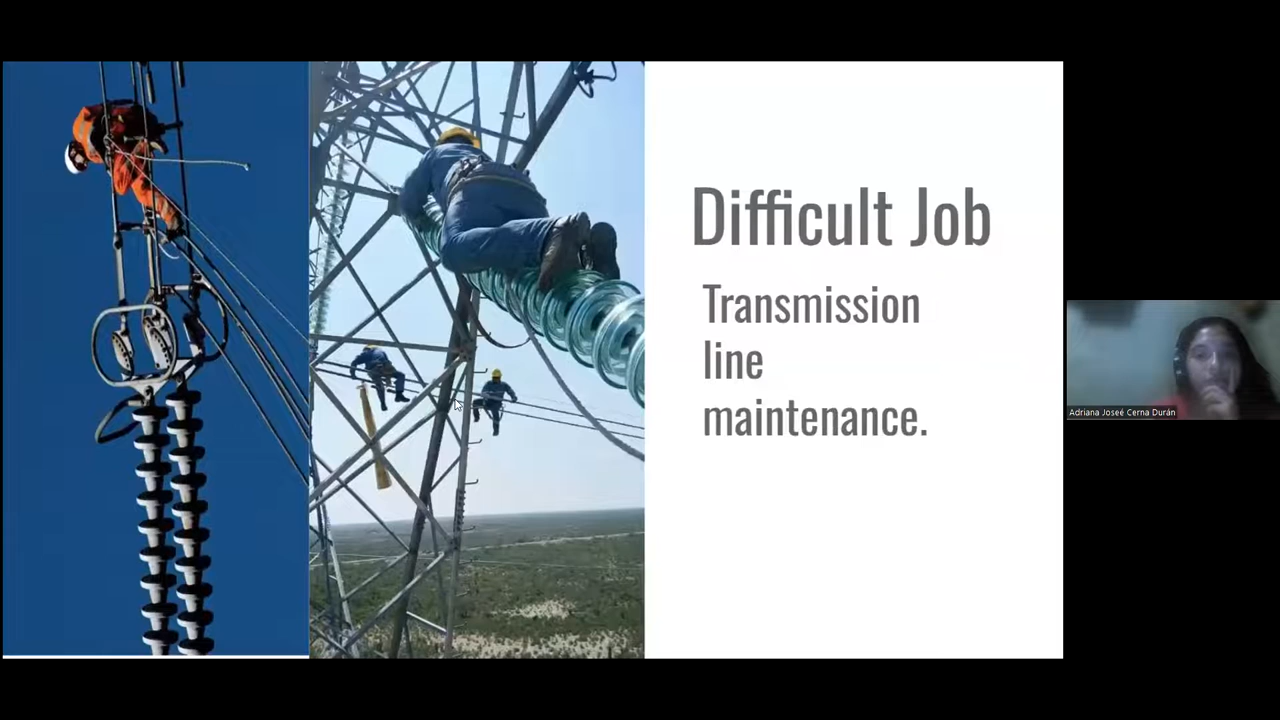 Difficult Job
Transmission
line
maintenance.
Adriana Joseé Cerna Durán